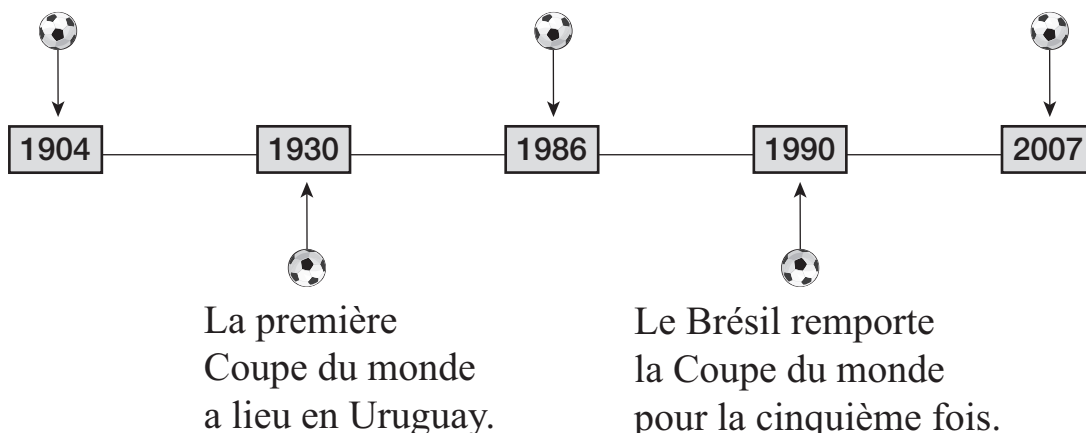 1904 1930 1986 1990 2007
La première
Coupe du monde
a lieu en Uruguay.
Le Brésil remporte
la Coupe du monde
pour la cinquième fois.